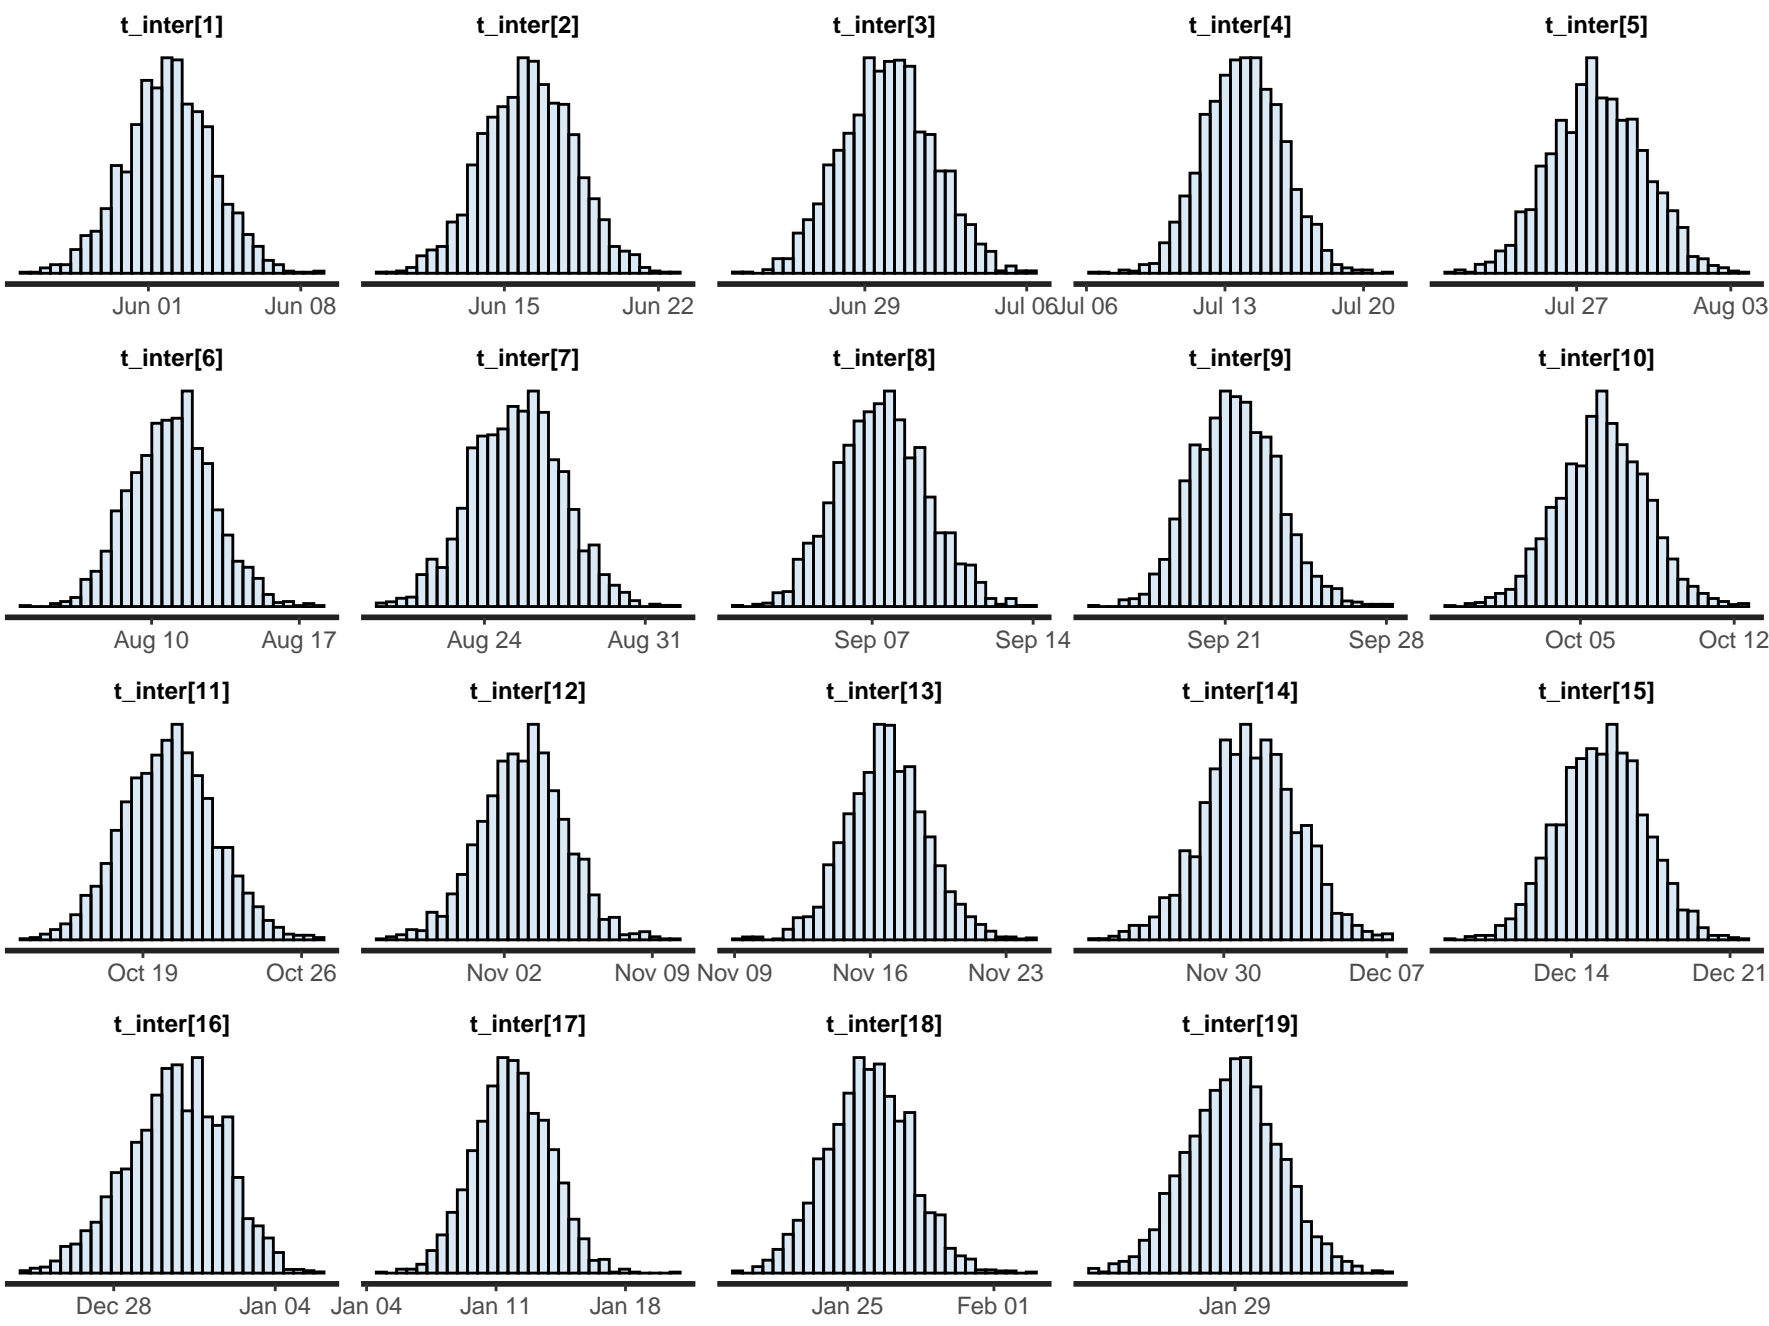 t_inter[1] t_inter[2] t_inter[3] t_inter[4] t_inter[5]
Jun 01 Jun 08 Jun 15 Jun 22 Jun 29 Jul 06 Jul 06 Jul 13 Jul 20 Jul 27 Aug 03
t_inter[6] t_inter[7] t_inter[8] t_inter[9] t_inter[10]
Aug 10 Aug 17 Aug 24 Aug 31 Sep 07 Sep 14 Sep 21 Sep 28 Oct 05 Oct 12
t_inter[11] t_inter[12] t_inter[13] t_inter[14] t_inter[15]
Oct 19 Oct 26 Nov 02 Nov 09 Nov 09 Nov 16 Nov 23 Nov 30 Dec 07 Dec 14 Dec 21
t_inter[16] t_inter[17] t_inter[18] t_inter[19]
Dec 28 Jan 04 Jan 04 Jan 11 Jan 18 Jan 25 Feb 01 Jan 29